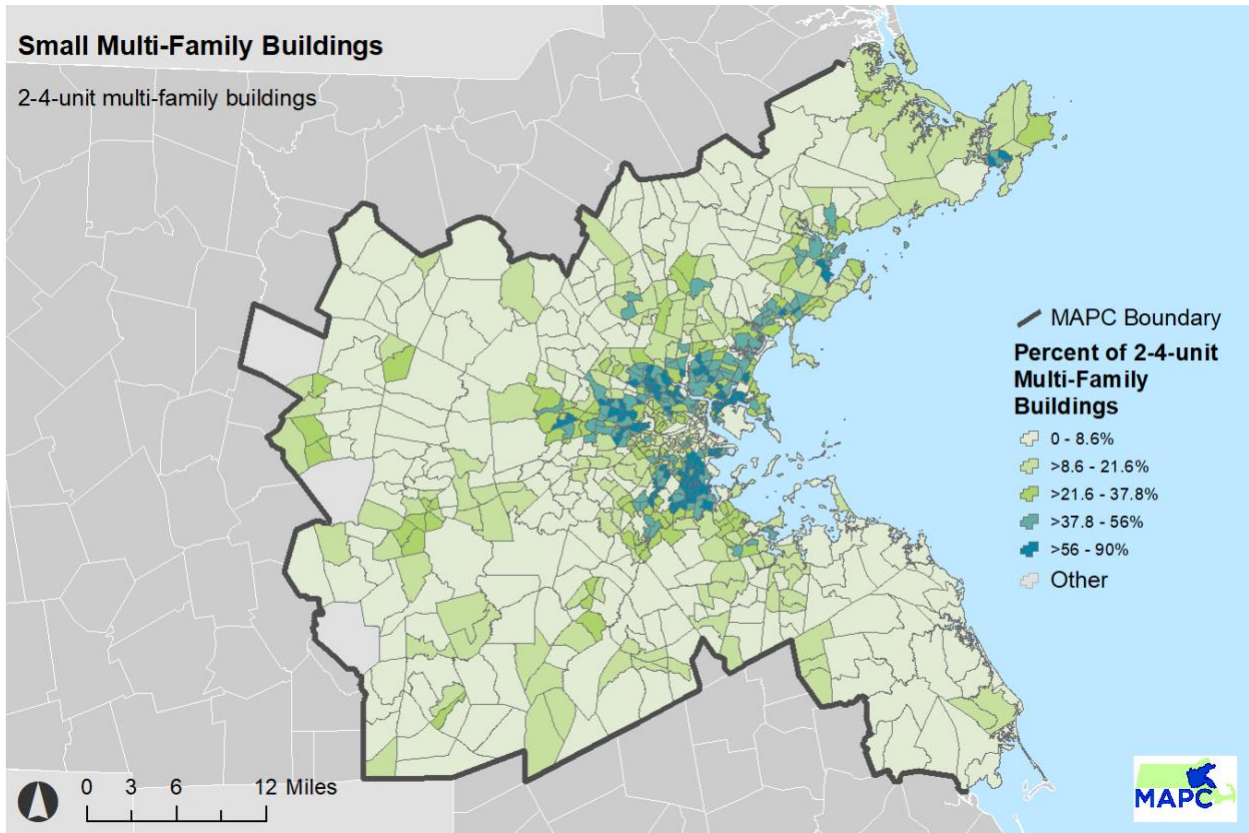 Small Multi-Family Buildings
2-4-unit multi-family buildings
MAPC Boundary
Percent of 2-4-unit
Multi-Family
Buildings
0 - 8.6%
>8.6 - 21.6%
>21.6 - 37.8%
>37.8 - 56%
>56 - 90%
Other
0 3 6 12 Miles
MAPC